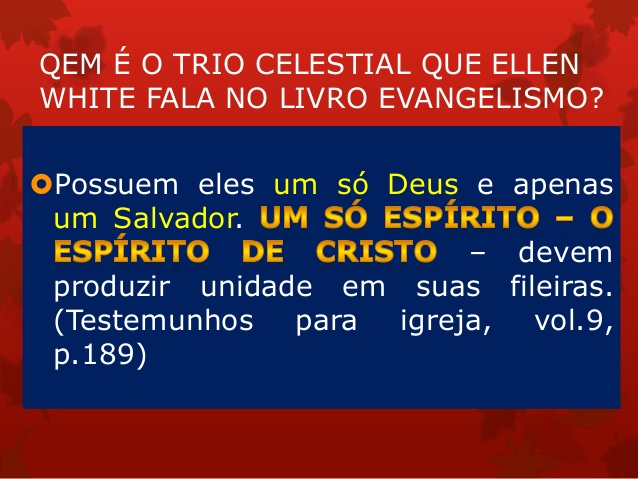 QEM É O TRIO CELESTIAL QUE ELLEN
WHITE FALA NO LIVRO EVANGELISMO?
Possuem eles um só Deus e apenas
um Salvador. UM SÓ ESPÍRITO – O
ESPÍRITO DE CRISTO – devem
produzir unidade em suas fileiras.
(Testemunhos para igreja, vol.9,
p.189)